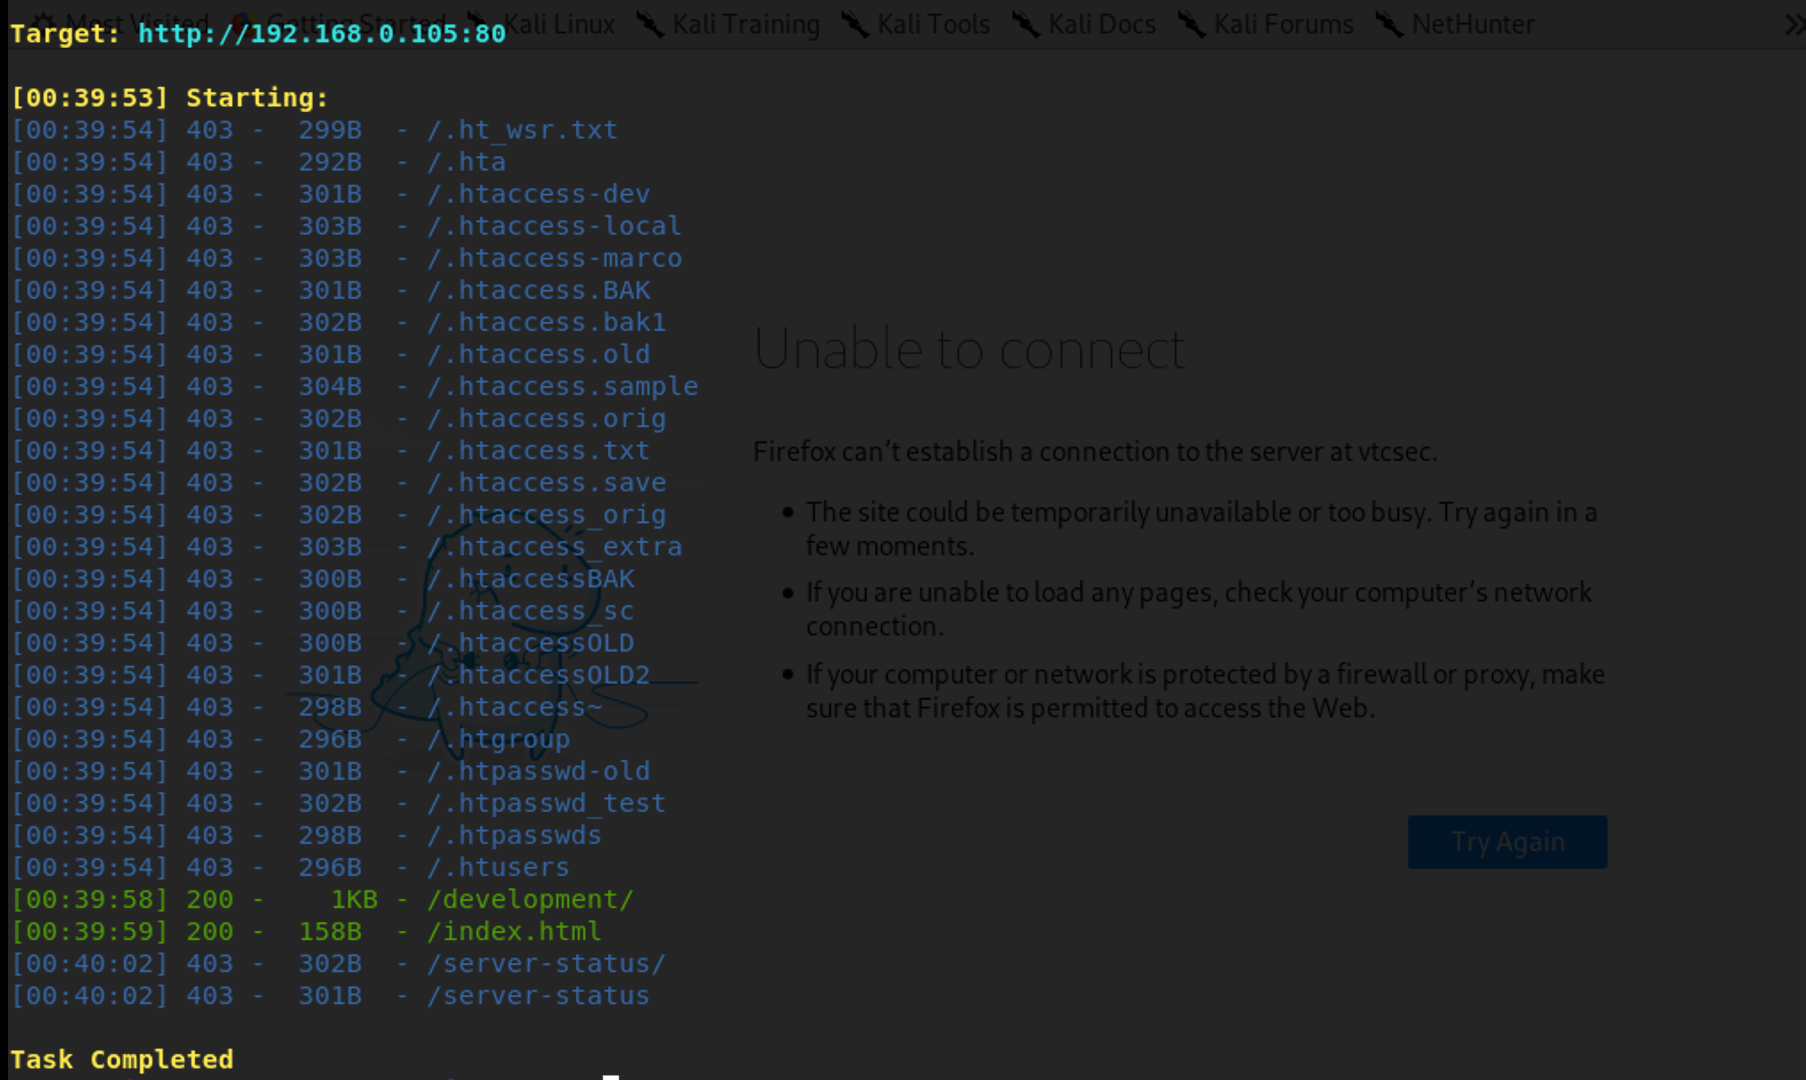 Most Visited Getting Started Kali Linux Kali Training Kali Tools Kali Docs Kali Forums NetHunter
Target: http://192.168.0.105:80
[00:39:53] Starting:
[00:39:54] 403 - 299B - /.ht_wsr.txt
[00:39:54] 403 - 292B - /.hta
[00:39:54] 403 - 301B - /.htaccess-dev
[00:39:54] 403 - 303B - /.htaccess-local
[00:39:54] 403 - 303B - /.htaccess-marco
[00:39:54] 403 - 301B - /.htaccess.BAK
[00:39:54] 403 - 302B - /.htaccess.bak1
[00:39:54] 403 - 301B - /.htaccess.old
[00:39:54] 403 - 304B - /.htaccess.sample
[00:39:54] 403 - 302B - /.htaccess.orig
[00:39:54] 403 - 301B - /.htaccess.txt
[00:39:54] 403 - 302B - /.htaccess.save
[00:39:54] 403 - 302B - /.htaccess_orig
[00:39:54] 403 - 303B - /.htaccess_extra
[00:39:54] 403 - 300B - /.htaccessBAK
[00:39:54] 403 - 300B - /.htaccess_sc
[00:39:54] 403 - 300B - /.htaccessOLD
[00:39:54] 403 - 301B - /.htaccessOLD2
[00:39:54] 403 - 298B - /.htaccess~
[00:39:54] 403 - 296B - /.htgroup
[00:39:54] 403 - 301B - /.htpasswd-old
[00:39:54] 403 - 302B - /.htpasswd_test
[00:39:54] 403 - 298B - /.htpasswds
[00:39:54] 403 - 296B - /.htusers
[00:39:58] 200 - 1KB - /development/
[00:39:59] 200 - 158B - /index.html
[00:40:02] 403 - 302B - /server-status/
[00:40:02] 403 - 301B - /server-status
Task Completed
Unable to connect
Firefox can’t establish a connection to the server at vtcsec.
• The site could be temporarily unavailable or too busy. Try again in a
few moments.
• If you are unable to load any pages, check your computer’s network
connection.
• If your computer or network is protected by a firewall or proxy, make
sure that Firefox is permitted to access the Web.
Try Again